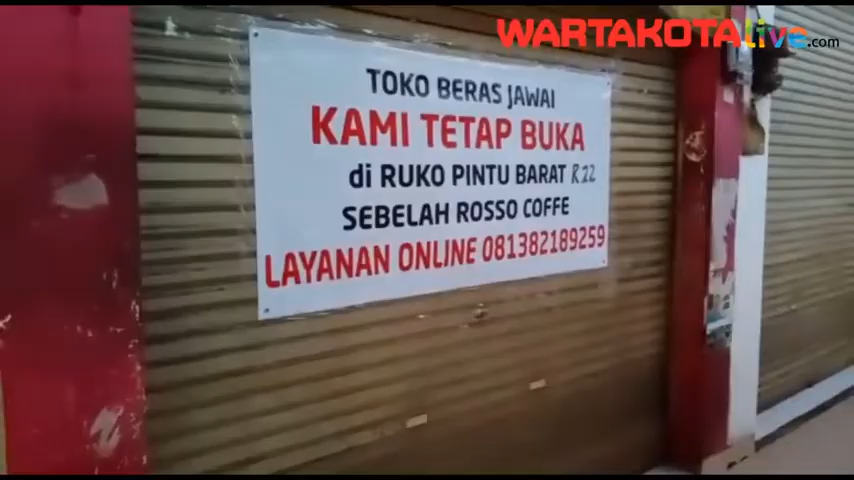 WARTAKOTAlive.com
TOKO BERAS JAWAI
KAMI TETAP BUKA
di RUKO PINTU BARAT R22
SEBELAH ROSSO COFFE
LAYANAN ONLINE 081382189259